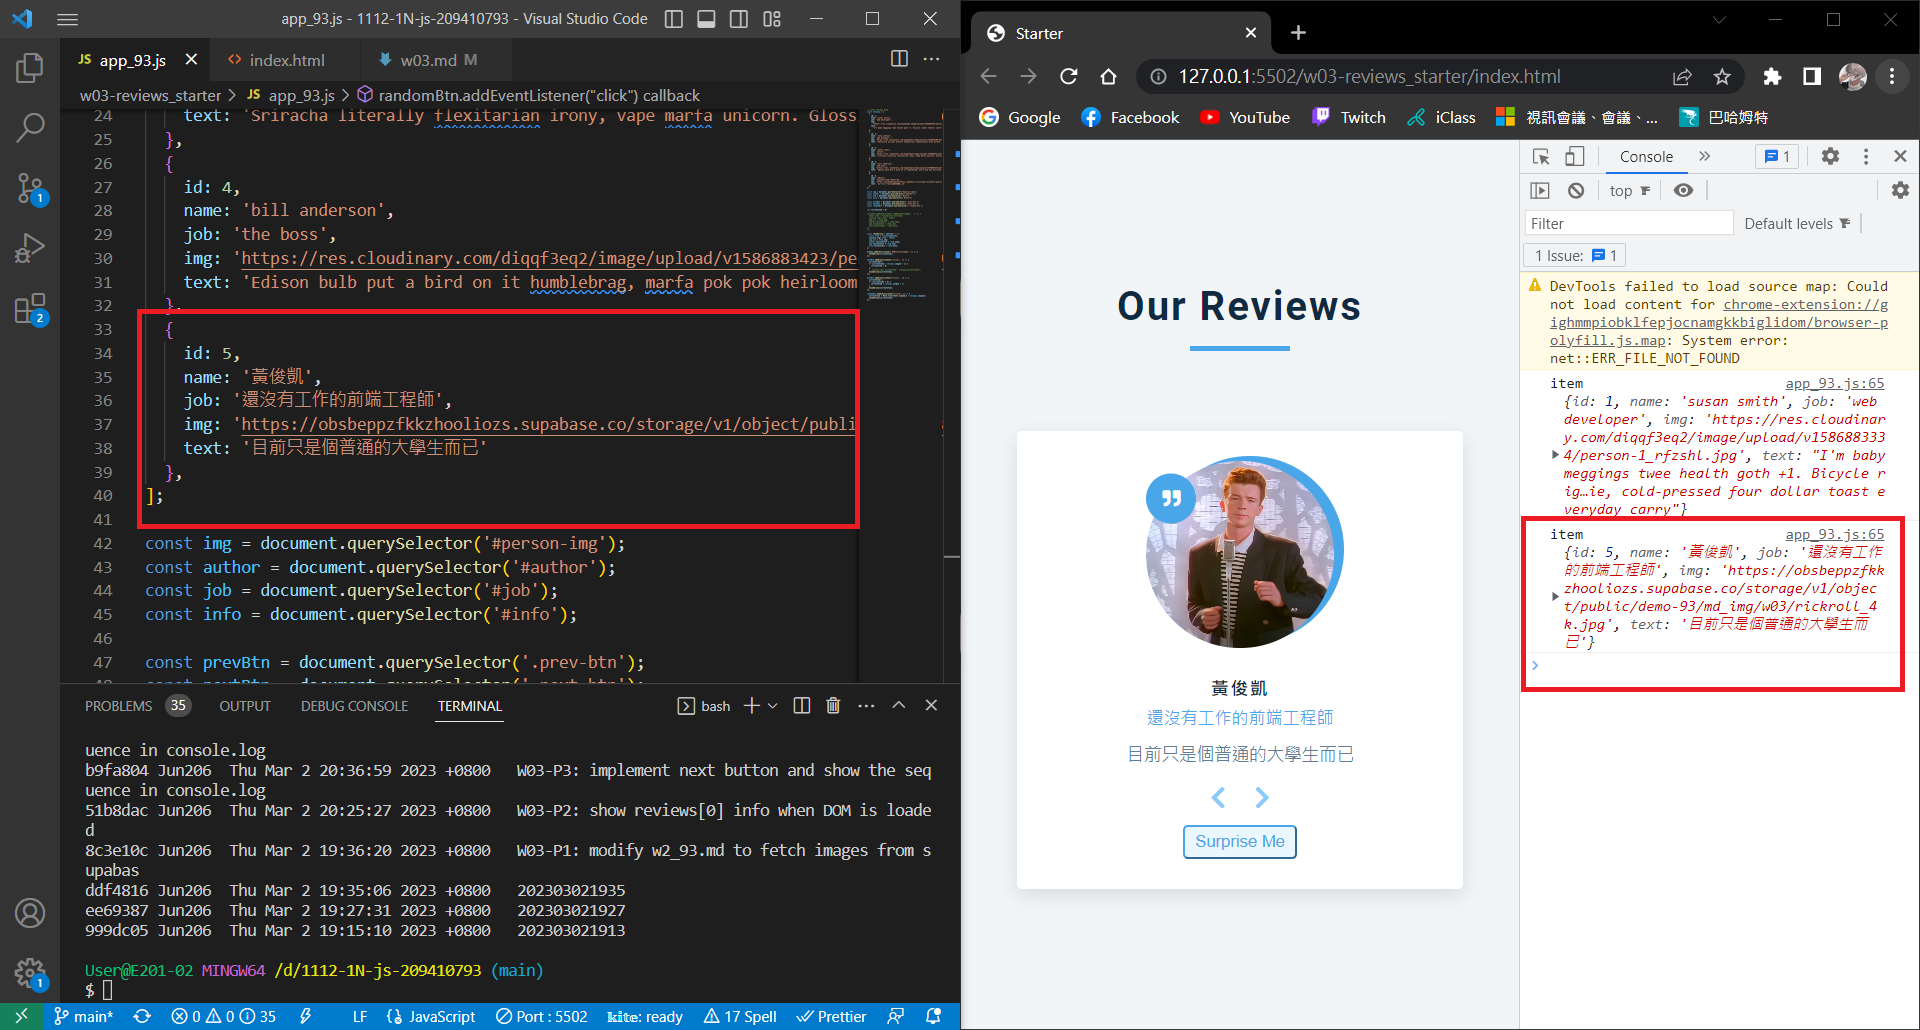 app_93.js - 1112-1N-js-209410793 - Visual Studio Code
JS app_93.js
<> index.html
w03.md M
w03-reviews_starter > JS app_93.js > randomBtn.addEventListener("click") callback
24 text: 'Sriracha literally flexitarian irony, vape marfa unicorn. Gloss
25 },
26 {
27 id: 4,
28 name: 'bill anderson',
29 job: 'the boss',
30 img: 'https://res.cloudinary.com/diqqf3eq2/image/upload/v1586883423/pe
31 text: 'Edison bulb put a bird on it humblebrag, marfa pok pok heirloom
32 },
33 {
34 id: 5,
35 name: '黃俊凱',
36 job: '還沒有工作的前端工程師',
37 img: 'https://obsbeppzfkkzhooliozs.supabase.co/storage/v1/object/publi
38 text: '目前只是個普通的大學生而已'
39 },
40 ];
41
42 const img = document.querySelector('#person-img');
43 const author = document.querySelector('#author');
44 const job = document.querySelector('#job');
45 const info = document.querySelector('#info');
46
47 const prevBtn = document.querySelector('.prev-btn');
48 const nextBtn = document.querySelector('.next-btn');
PROBLEMS 35 OUTPUT DEBUG CONSOLE TERMINAL bash
uence in console.log
b9fa804 Jun206 Thu Mar 2 20:36:59 2023 +0800 W03-P3: implement next button and show the seq
uence in console.log
51b8dac Jun206 Thu Mar 2 20:25:27 2023 +0800 W03-P2: show reviews[0] info when DOM is loade
d
8c3e10c Jun206 Thu Mar 2 19:36:20 2023 +0800 W03-P1: modify w2_93.md to fetch images from s
upabas
ddf4816 Jun206 Thu Mar 2 19:35:06 2023 +0800 202303021935
ee69387 Jun206 Thu Mar 2 19:27:31 2023 +0800 202303021927
999dc05 Jun206 Thu Mar 2 19:15:10 2023 +0800 202303021913
User@E201-02 MINGW64 /d/1112-1N-js-209410793 (main)
$
1
2
1
main* 0 0 35 LF {} JavaScript Port : 5502 kite: ready 17 Spell Prettier
Starter
127.0.0.1:5502/w03-reviews_starter/index.html
Google Facebook YouTube Twitch iClass 視訊會議、會議、... 巴哈姆特
Our Reviews
黃俊凱
還沒有工作的前端工程師
目前只是個普通的大學生而已
Surprise Me
Console » 1
top
Filter
Default levels
1 Issue: 1
DevTools failed to load source map: Could
not load content for chrome-extension://g
ighmmpiobklfepjocnamgkkbiglidom/browser-p
olyfill.js.map: System error:
net::ERR_FILE_NOT_FOUND
item app_93.js:65
{id: 1, name: 'susan smith', job: 'web
developer', img: 'https://res.cloudinar
y.com/diqqf3eq2/image/upload/v158688333
4/person-1_rfzshl.jpg', text: "I'm baby
meggings twee health goth +1. Bicycle r
ig…ie, cold-pressed four dollar toast e
veryday carry"}
item app_93.js:65
{id: 5, name: '黃俊凱', job: '還沒有工作
的前端工程師', img: 'https://obsbeppzfkk
zhooliozs.supabase.co/storage/v1/objec
t/public/demo-93/md_img/w03/rickroll_4
k.jpg', text: '目前只是個普通的大學生而
已'}